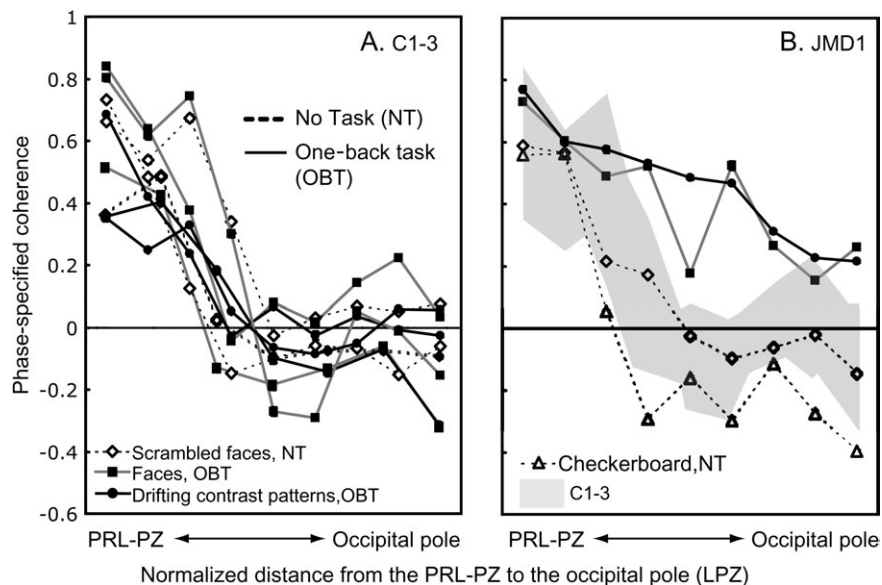 A. C1-3
B. JMD1
1
0.8
0.6
0.4
0.2
0
-0.2
-0.4
-0.6
Phase-specified coherence
No Task (NT)
One-back task
(OBT)
Scrambled faces, NT
Faces, OBT
Drifting contrast patterns,OBT
Checkerboard,NT
C1-3
PRL-PZ Occipital pole
PRL-PZ Occipital pole
Normalized distance from the PRL-PZ to the occipital pole (LPZ)